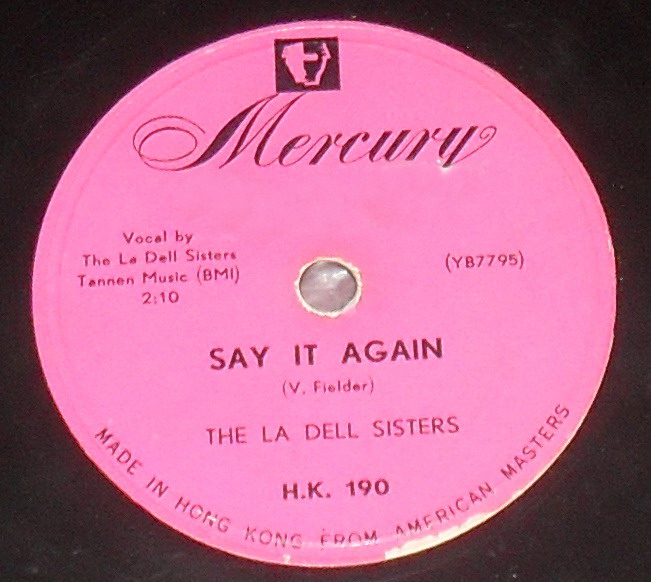 Mercury
Vocal by
The La Dell Sisters
Tannen Music (BMI)
2:10
(YB7795)
SAY IT AGAIN
(V. Fielder)
THE LA DELL SISTERS
H.K. 190
MADE IN HONG KONG FROM AMERICAN MASTERS